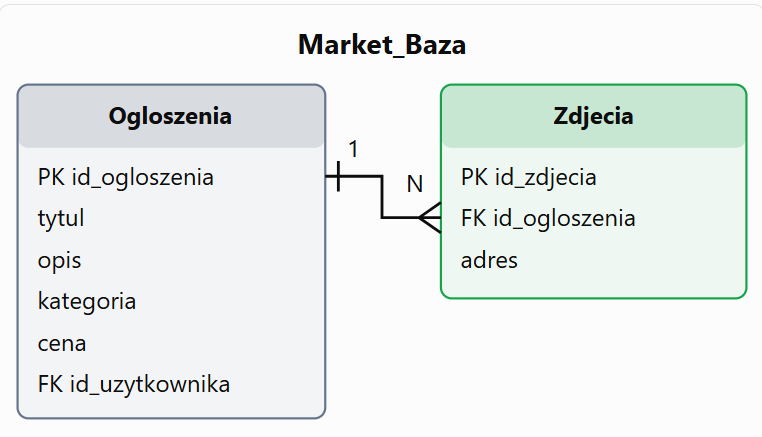 Market_Baza
Ogloszenia
PK id_ogloszenia
tytul
opis
kategoria
cena
FK id_uzytkownika
1
N
Zdjecia
PK id_zdjecia
FK id_ogloszenia
adres